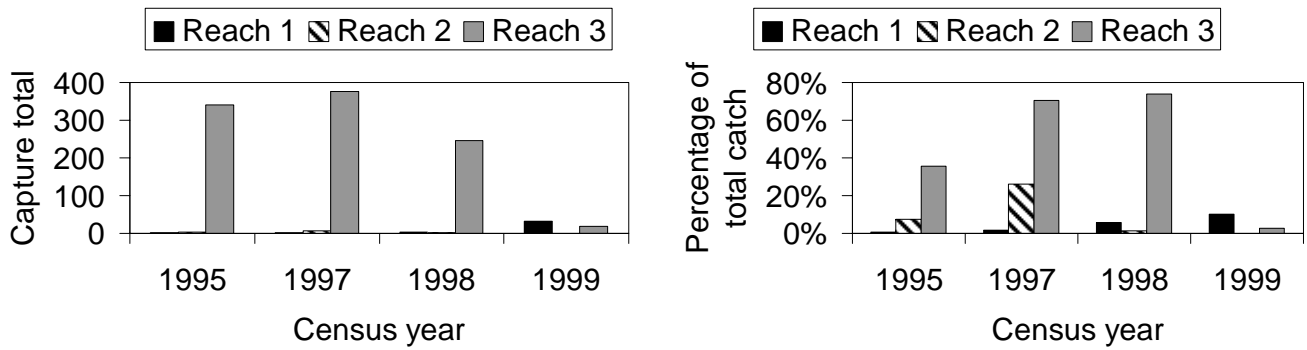 Reach 1 Reach 2 Reach 3
Capture total
400
300
200
100
0
1995 1997 1998 1999
Census year
Reach 1 Reach 2 Reach 3
Percentage of
total catch
80%
60%
40%
20%
0%
1995 1997 1998 1999
Census year